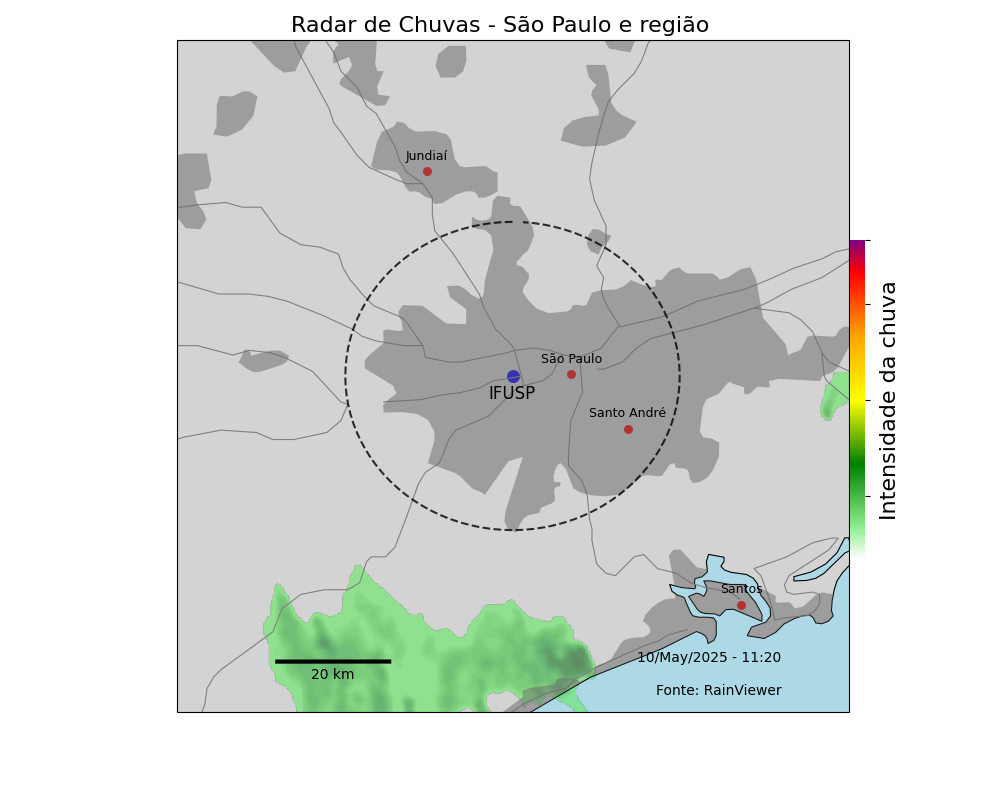 Radar de Chuvas - São Paulo e região
Jundiaí
São Paulo
IFUSP
Santo André
Intensidade da chuva
Santos
10/May/2025 - 11:20
20 km
Fonte: RainViewer